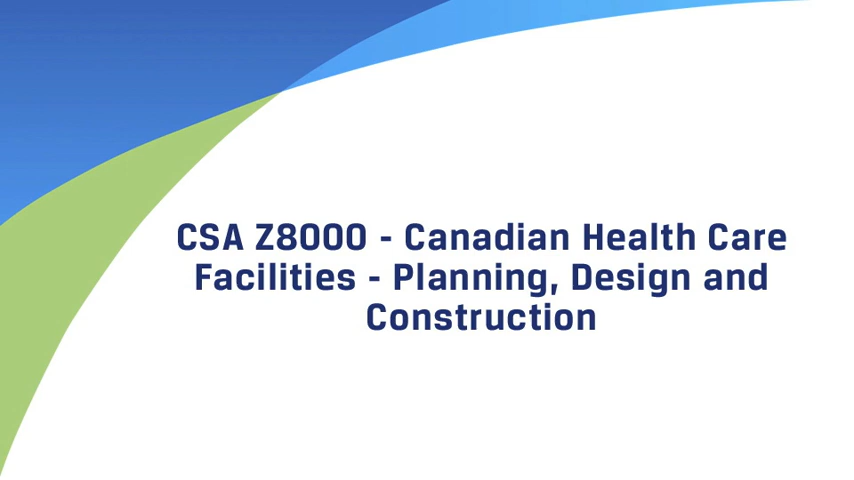 CSA Z8000 - Canadian Health Care
Facilities - Planning, Design and
Construction